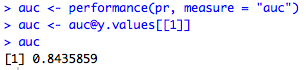 > auc <- performance(pr, measure = "auc")
> auc <- auc@y.values[[1]]
> auc
[1] 0.8435859